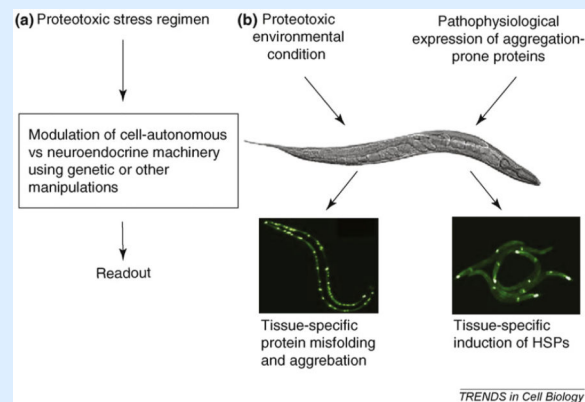 (a) Proteotoxic stress regimen
Modulation of cell-autonomous
vs neuroendocrine machinery
using genetic or other
manipulations
Readout
(b) Proteotoxic
environmental
condition
Pathophysiological
expression of aggregation-
prone proteins
Tissue-specific
protein misfolding
and aggrebation
Tissue-specific
induction of HSPs
TRENDS in Cell Biology